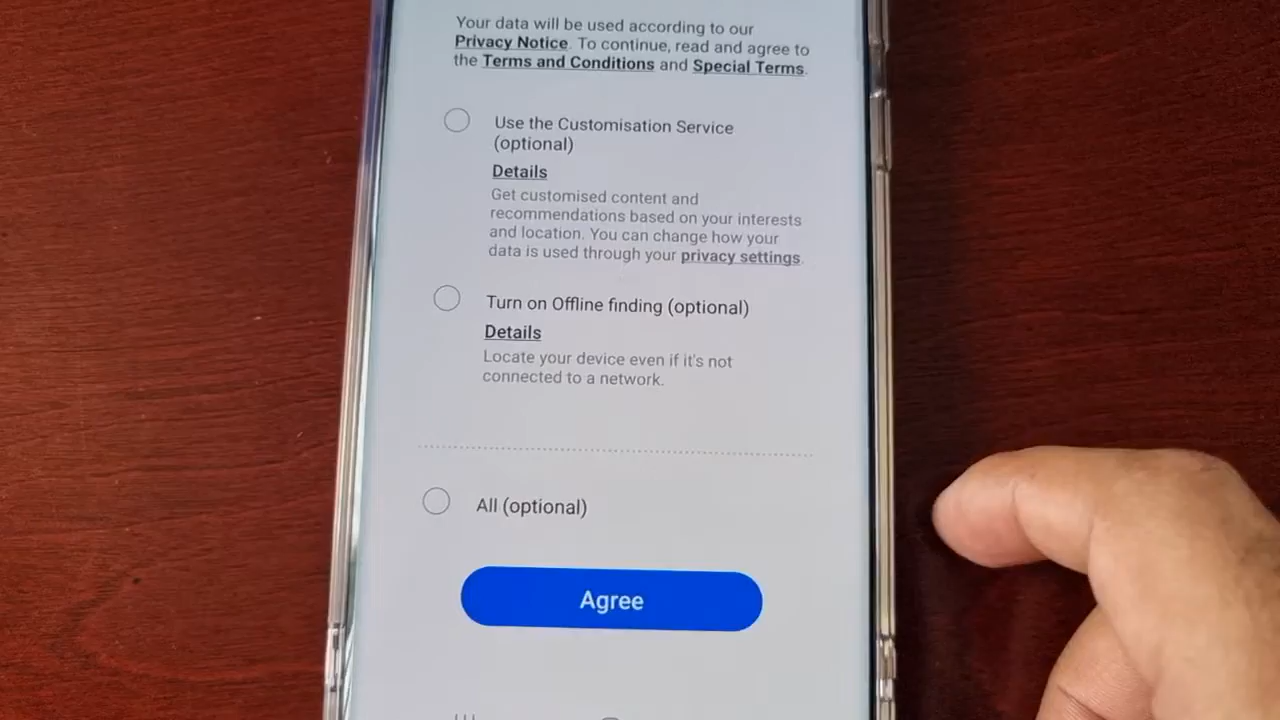 Your data will be used according to our
Privacy Notice. To continue, read and agree to
the Terms and Conditions and Special Terms.
Use the Customisation Service
(optional)
Details
Get customised content and
recommendations based on your interests
and location. You can change how your
data is used through your privacy settings.
Turn on Offline finding (optional)
Details
Locate your device even if it's not
connected to a network.
All (optional)
Agree